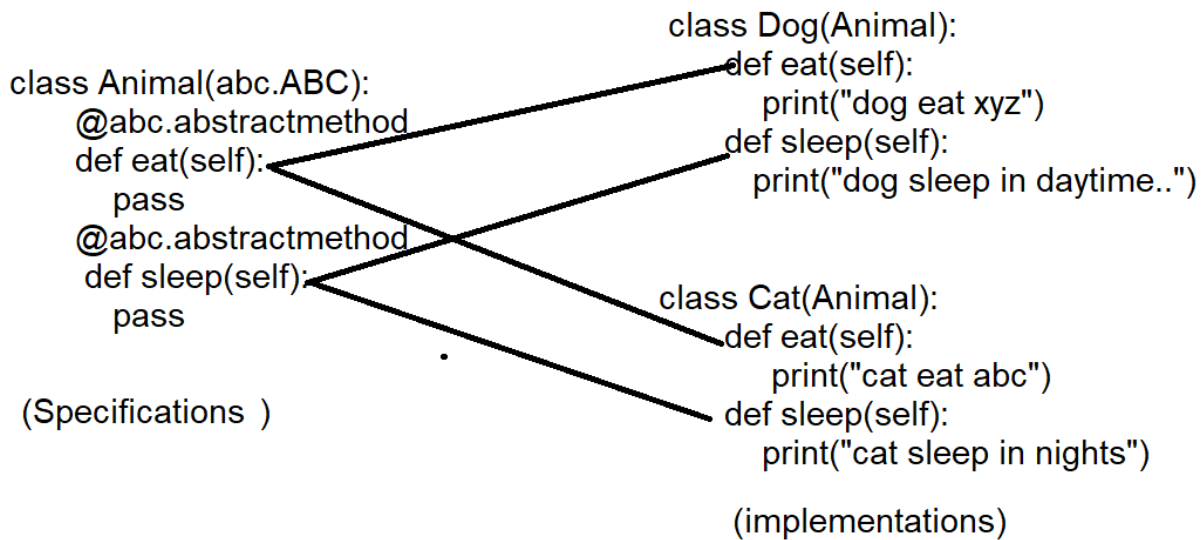 class Animal(abc.ABC):
@abc.abstractmethod
def eat(self):
pass
@abc.abstractmethod
def sleep(self):
pass
(Specifications )
class Dog(Animal):
def eat(self):
print("dog eat xyz")
def sleep(self):
print("dog sleep in daytime..")
class Cat(Animal):
def eat(self):
print("cat eat abc")
def sleep(self):
print("cat sleep in nights")
(implementations)